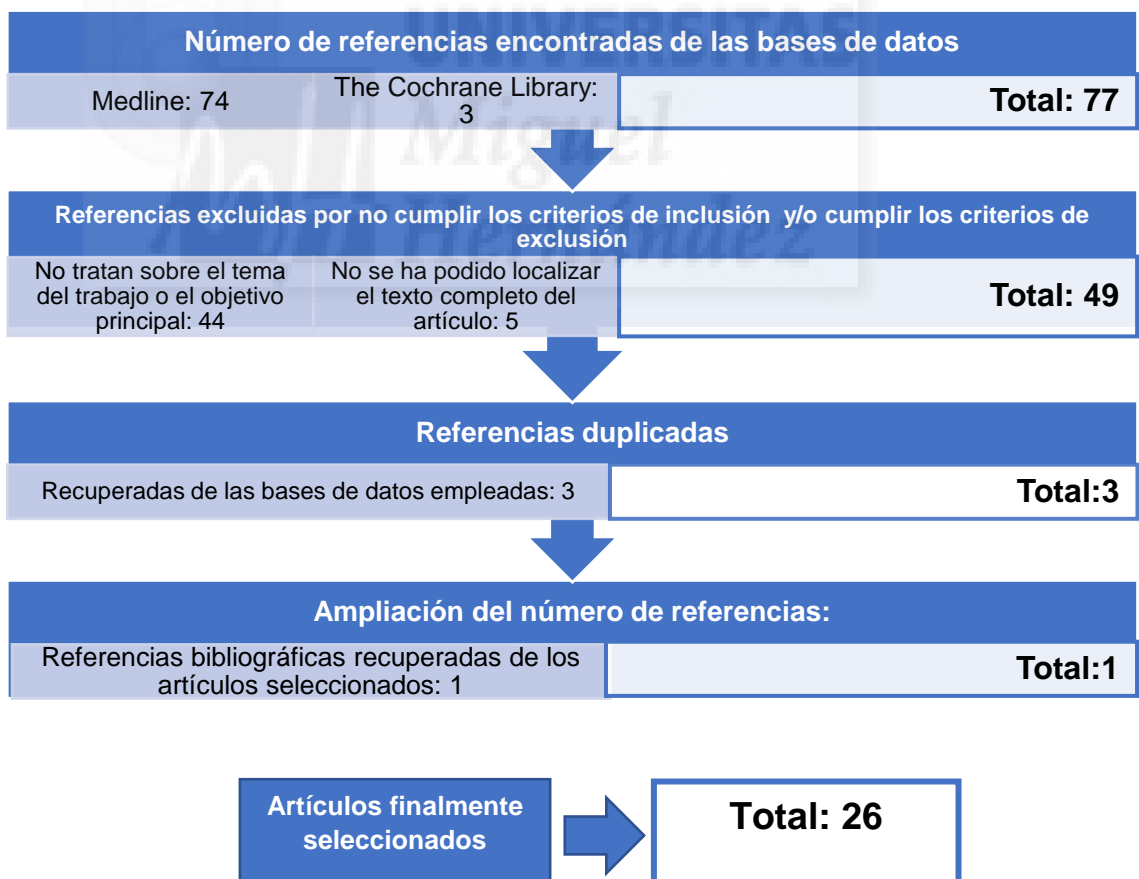 UNIVERSITAS
Miguel
Hernández
Número de referencias encontradas de las bases de datos
Medline: 74
The Cochrane Library:
3
Total: 77
Referencias excluidas por no cumplir los criterios de inclusión y/o cumplir los criterios de
exclusión
No tratan sobre el tema
del trabajo o el objetivo
principal: 44
No se ha podido localizar
el texto completo del
artículo: 5
Total: 49
Referencias duplicadas
Recuperadas de las bases de datos empleadas: 3
Total:3
Ampliación del número de referencias:
Referencias bibliográficas recuperadas de los
artículos seleccionados: 1
Total:1
Artículos finalmente
seleccionados
Total: 26